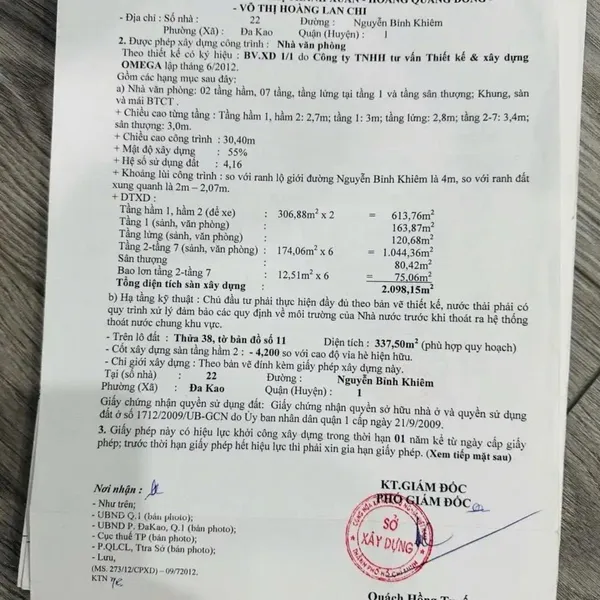 - VÕ THỊ HOÀNG LAN CHI
- Địa chỉ : Số nhà : 22 Đường : Nguyễn Bỉnh Khiêm
Phường (Xã) : Đa Kao Quận (Huyện) : 1
2. Được phép xây dựng công trình : Nhà văn phòng
Theo thiết kế có ký hiệu : BV.XD 1/1 do Công ty TNHH tư vấn Thiết kế & xây dựng
OMEGA lập tháng 6/2012.
Gồm các hạng mục sau đây:
a) Nhà văn phòng: 02 tầng hầm, 07 tầng, tầng lửng tại tầng 1 và tầng sân thượng; Khung, sàn
và mái BTCT .
+ Chiều cao từng tầng : Tầng hầm 1, hầm 2: 2,7m; tầng 1: 3m; tầng lửng: 2,8m; tầng 2-7: 3,4m;
sân thượng: 3,0m.
+ Chiều cao công trình : 30,40m
+ Mật độ xây dựng : 55%
+ Hệ số sử dụng đất : 4,16
+ Khoảng lùi công trình : so với ranh lộ giới đường Nguyễn Bỉnh Khiêm là 4m, so với ranh đất
xung quanh là 2m – 2,07m.
+ DTXD :
Tầng hầm 1, hầm 2 (để xe) : 306,88m² x 2 = 613,76m²
Tầng 1 (sảnh, văn phòng) : 163,87m²
Tầng lửng (sảnh, văn phòng) : 120,68m²
Tầng 2-tầng 7 (sảnh, văn phòng) : 174,06m² x 6 = 1.044,36m²
Sân thượng : 80,42m²
Bao lơn tầng 2-tầng 7 : 12,51m² x 6 = 75,06m²
Tổng diện tích sàn xây dựng : 2.098,15m²
b) Hạ tầng kỹ thuật : Chủ đầu tư phải thực hiện đầy đủ theo bản vẽ thiết kế, nước thải phải có
quy trình xử lý đảm bảo các quy định về môi trường của Nhà nước trước khi thoát ra hệ thống
thoát nước chung khu vực.
- Trên lô đất : Thửa 38, tờ bản đồ số 11 Diện tích : 337,50m² (phù hợp quy hoạch)
- Cốt xây dựng sàn tầng hầm 2 : - 4,200 so với cao độ vỉa hè hiện hữu.
- Chỉ giới xây dựng : Theo bản vẽ đính kèm giấy phép xây dựng này.
Tại (số nhà) : 22 Đường : Nguyễn Bỉnh Khiêm
Phường (Xã) : Đa Kao Quận (Huyện) : 1
Giấy chứng nhận quyền sử dụng đất: Giấy chứng nhận quyền sở hữu nhà ở và quyền sử dụng
đất ở số 1712/2009/UB-GCN do Ủy ban nhân dân quận 1 cấp ngày 21/9/2009.
3. Giấy phép này có hiệu lực khởi công xây dựng trong thời hạn 01 năm kể từ ngày cấp giấy
phép; trước thời hạn giấy phép hết hiệu lực thì phải xin gia hạn giấy phép. (Xem tiếp mặt sau)
Nơi nhận :
- Như trên;
- UBND Q.1 (bản photo);
- UBND P. ĐaKao, Q.1 (bản photo);
- Cục thuế TP (bản photo);
- P.QLCL, Ttra Sở (bản photo);
- Lưu,
(MS. 273/12/CPXD) – 09/72012.
KTN
KT.GIÁM ĐỐC
PHÓ GIÁM ĐỐC
SỞ
XÂY DỰNG
THÀNH PHỐ HỒ CHÍ MINH
Quách Hồng